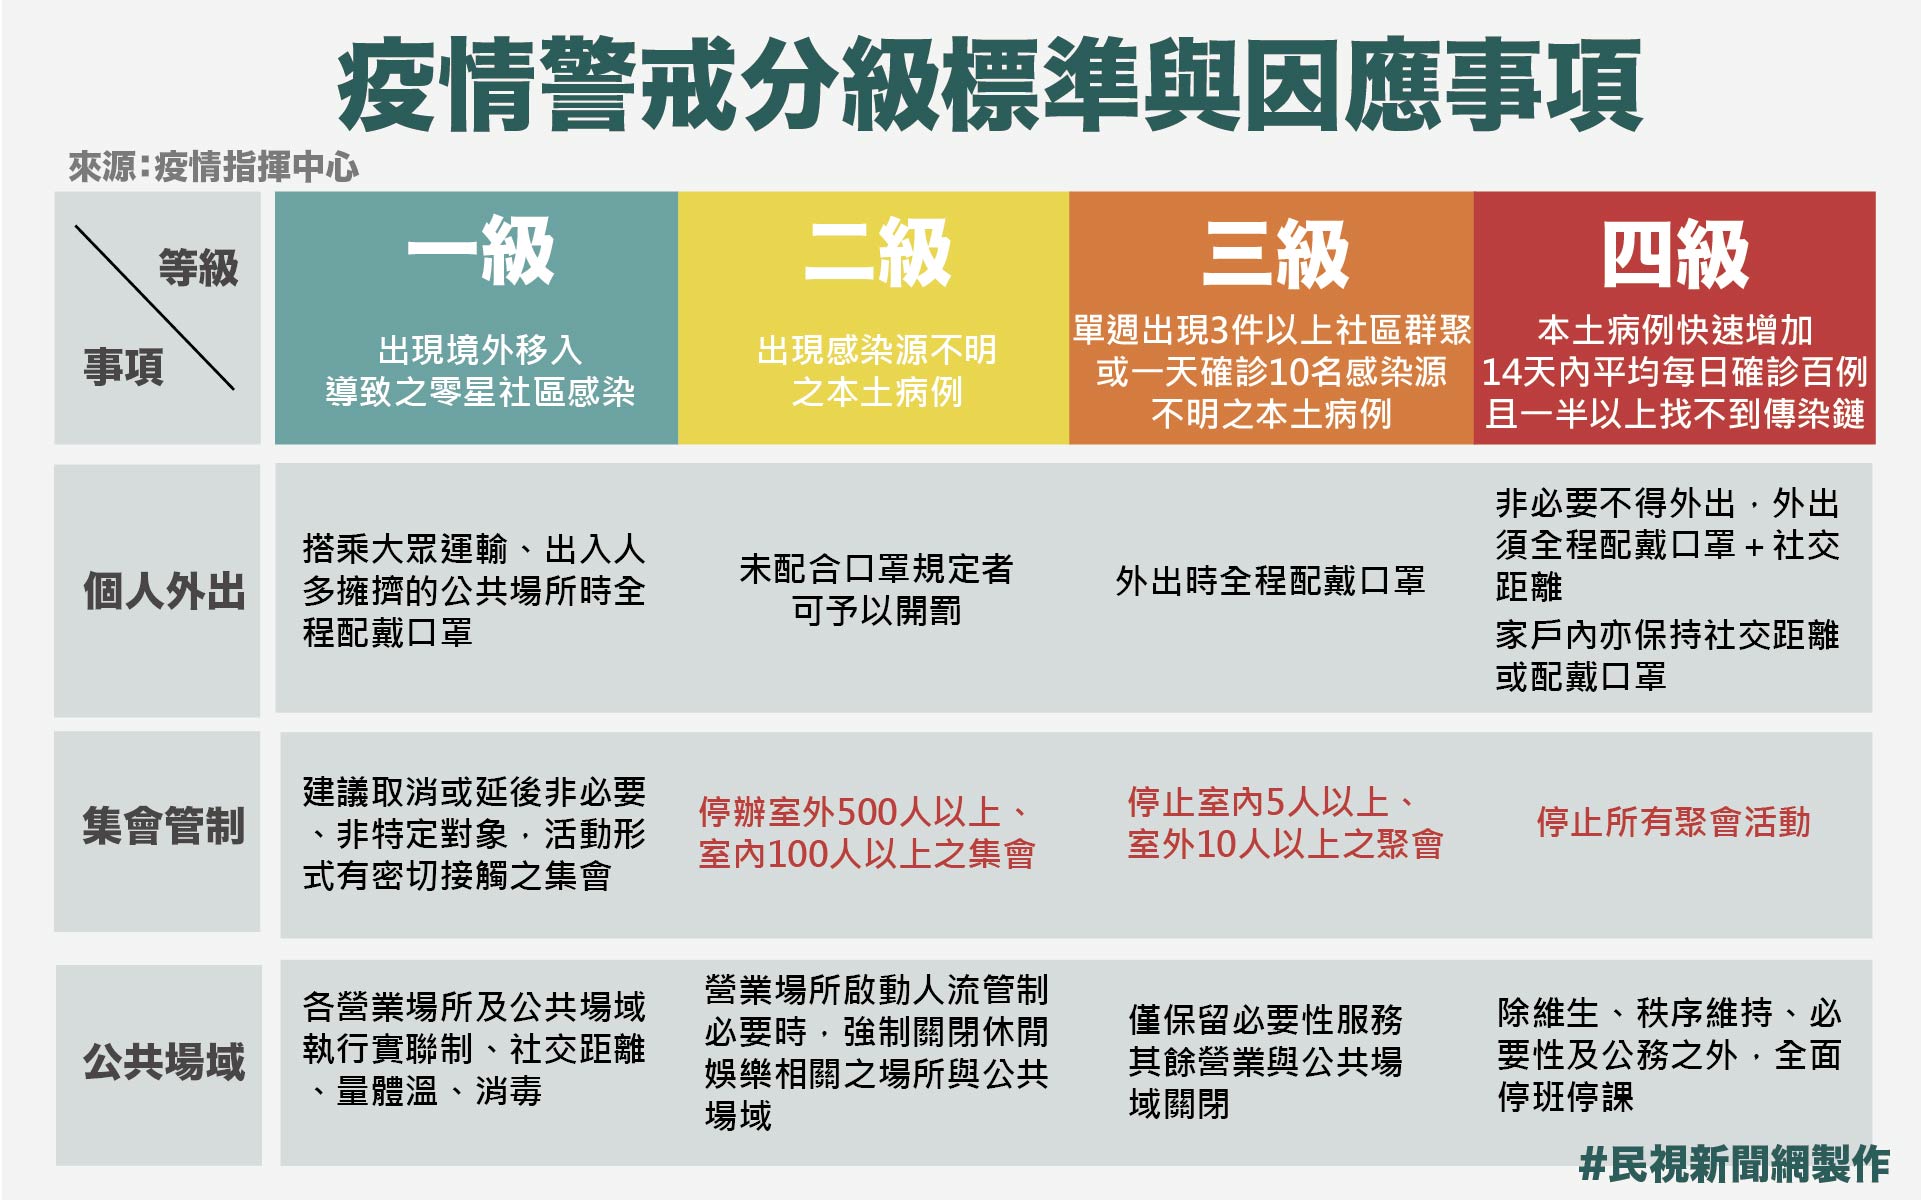 疫情警戒分級標準與因應事項
來源：疫情指揮中心
等級
事項
一級
出現境外移入
導致之零星社區感染
二級
出現感染源不明
之本土病例
三級
單週出現3件以上社區群聚
或一天確診10名感染源
不明之本土病例
四級
本土病例快速增加
14天內平均每日確診百例
且一半以上找不到傳染鏈
個人外出
搭乘大眾運輸、出入人
多擁擠的公共場所時全
程配戴口罩
未配合口罩規定者
可予以開罰
外出時全程配戴口罩
非必要不得外出，外出
須全程配戴口罩＋社交
距離
家戶內亦保持社交距離
或配戴口罩
集會管制
建議取消或延後非必要
、非特定對象，活動形
式有密切接觸之集會
停辦室外500人以上、
室內100人以上之集會
停止室內5人以上、
室外10人以上之聚會
停止所有聚會活動
公共場域
各營業場所及公共場域
執行實聯制、社交距離
、量體溫、消毒
營業場所啟動人流管制
必要時，強制關閉休閒
娛樂相關之場所與公共
場域
僅保留必要性服務
其餘營業與公共場
域關閉
除維生、秩序維持、必
要性及公務之外，全面
停班停課
#民視新聞網製作